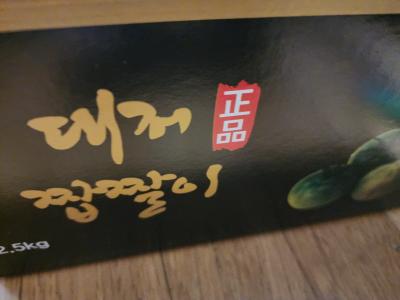 대저
正品
짭짤이
2.5kg